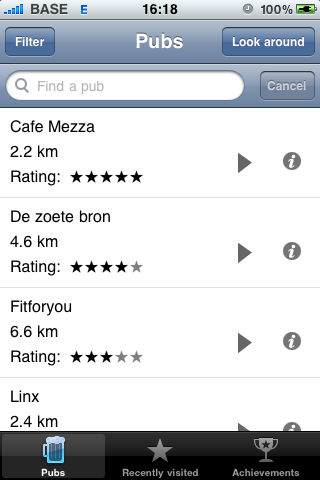 BASE E 16:18 100%
Filter Pubs Look around
Find a pub Cancel
Cafe Mezza
2.2 km
Rating: ★★★★★
De zoete bron
4.6 km
Rating: ★★★★★
Fitforyou
6.6 km
Rating: ★★★★★
Linx
2.4 km
Pubs Recently visited Achievements